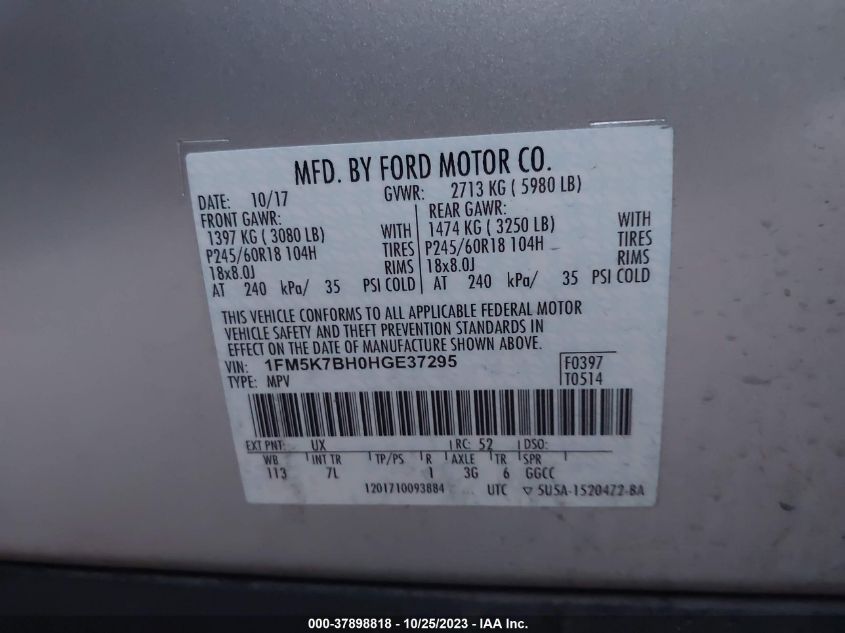 MFD. BY FORD MOTOR CO.
DATE: 10/17 GVWR: 2713 KG ( 5980 LB)
FRONT GAWR: REAR GAWR:
1397 KG ( 3080 LB) WITH 1474 KG ( 3250 LB) WITH
P245/60R18 104H TIRES P245/60R18 104H TIRES
18x8.0J RIMS 18x8.0J RIMS
AT 240 kPa/ 35 PSI COLD AT 240 kPa/ 35 PSI COLD
THIS VEHICLE CONFORMS TO ALL APPLICABLE FEDERAL MOTOR
VEHICLE SAFETY AND THEFT PREVENTION STANDARDS IN
EFFECT ON THE DATE OF MANUFACTURE SHOWN ABOVE.
VIN: 1FM5K7BH0HGE37295 F0397
TYPE: MPV T0514
EXT PNT: UX RC: 52 DSO:
WB INT TR TP/PS R AXLE TR SPR
113 7L 1 3G 6 GGCC
1201710093884 UTC ▽ 5U5A-1520472-BA
000-37898818 - 10/25/2023 - IAA Inc.